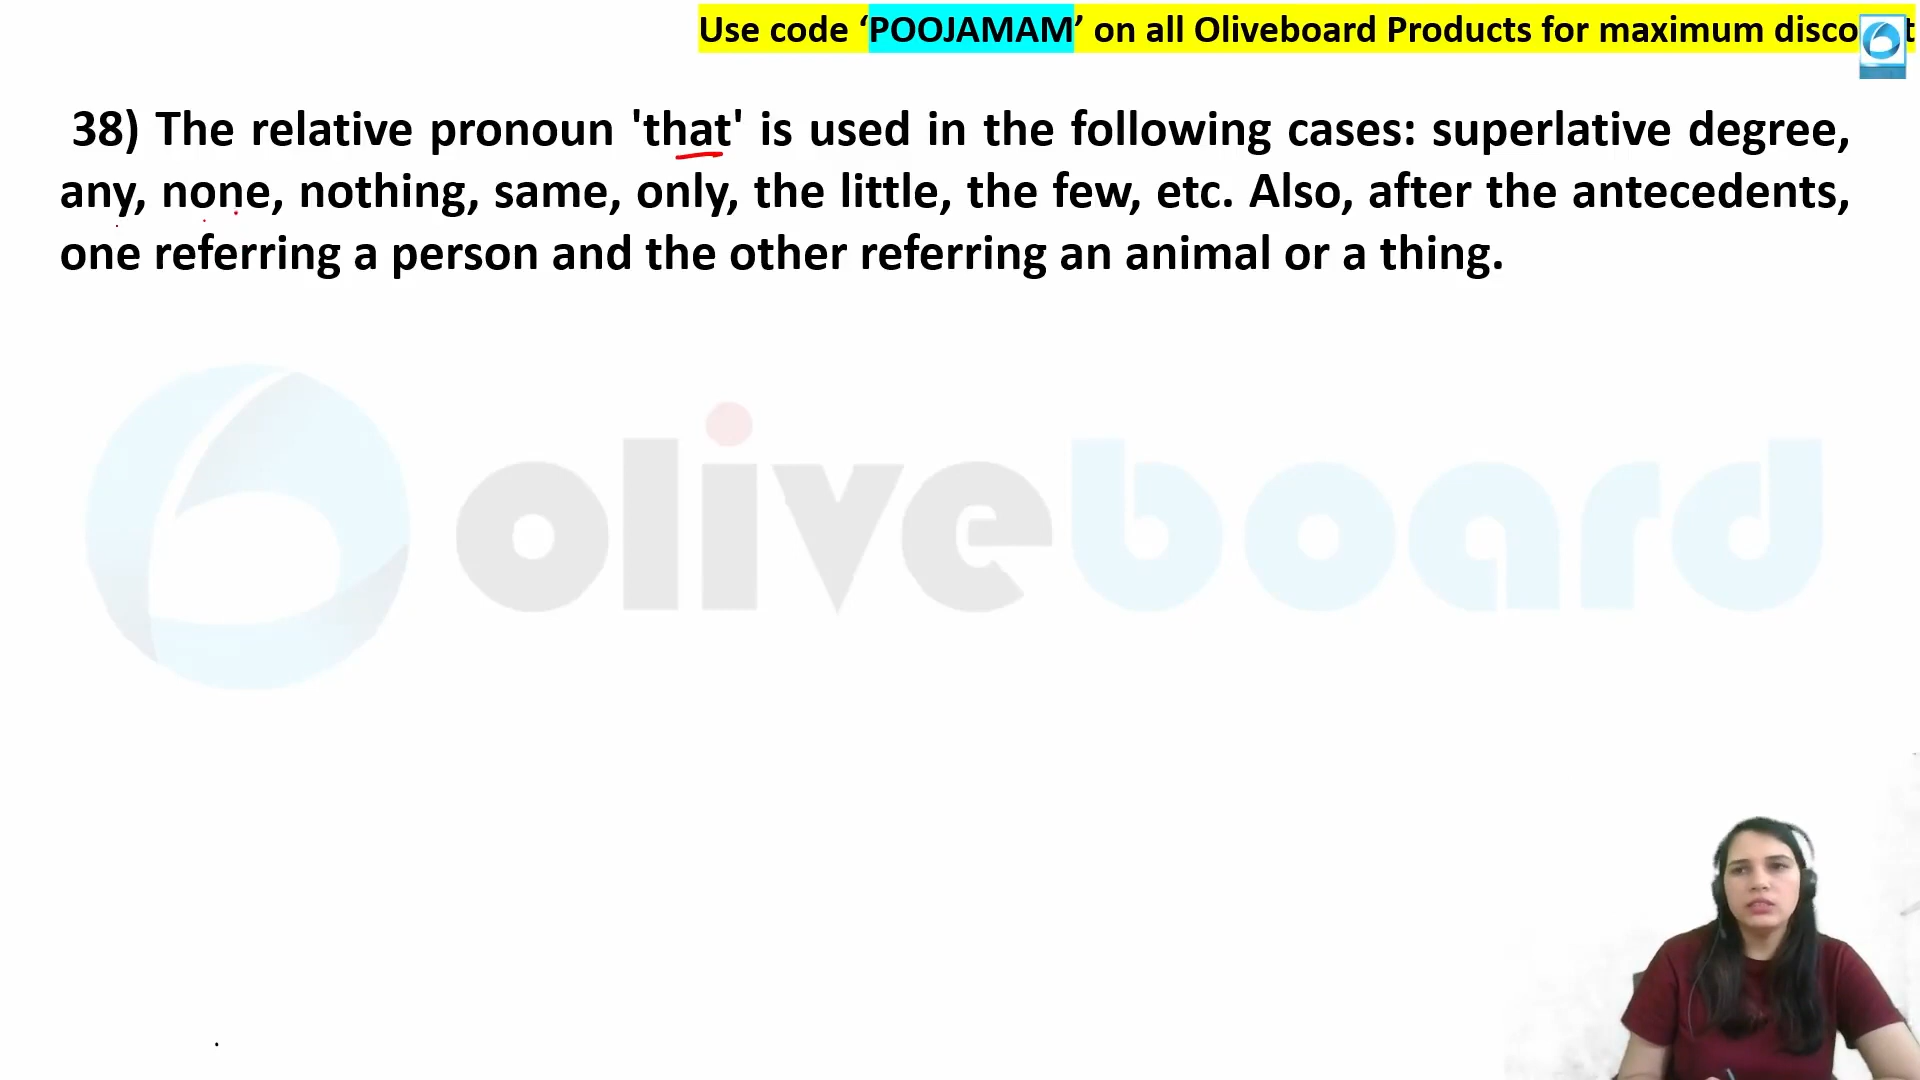 Use code ‘POOJAMAM’ on all Oliveboard Products for maximum disco t
38) The relative pronoun 'that' is used in the following cases: superlative degree,
any, none, nothing, same, only, the little, the few, etc. Also, after the antecedents,
one referring a person and the other referring an animal or a thing.
oliveboard